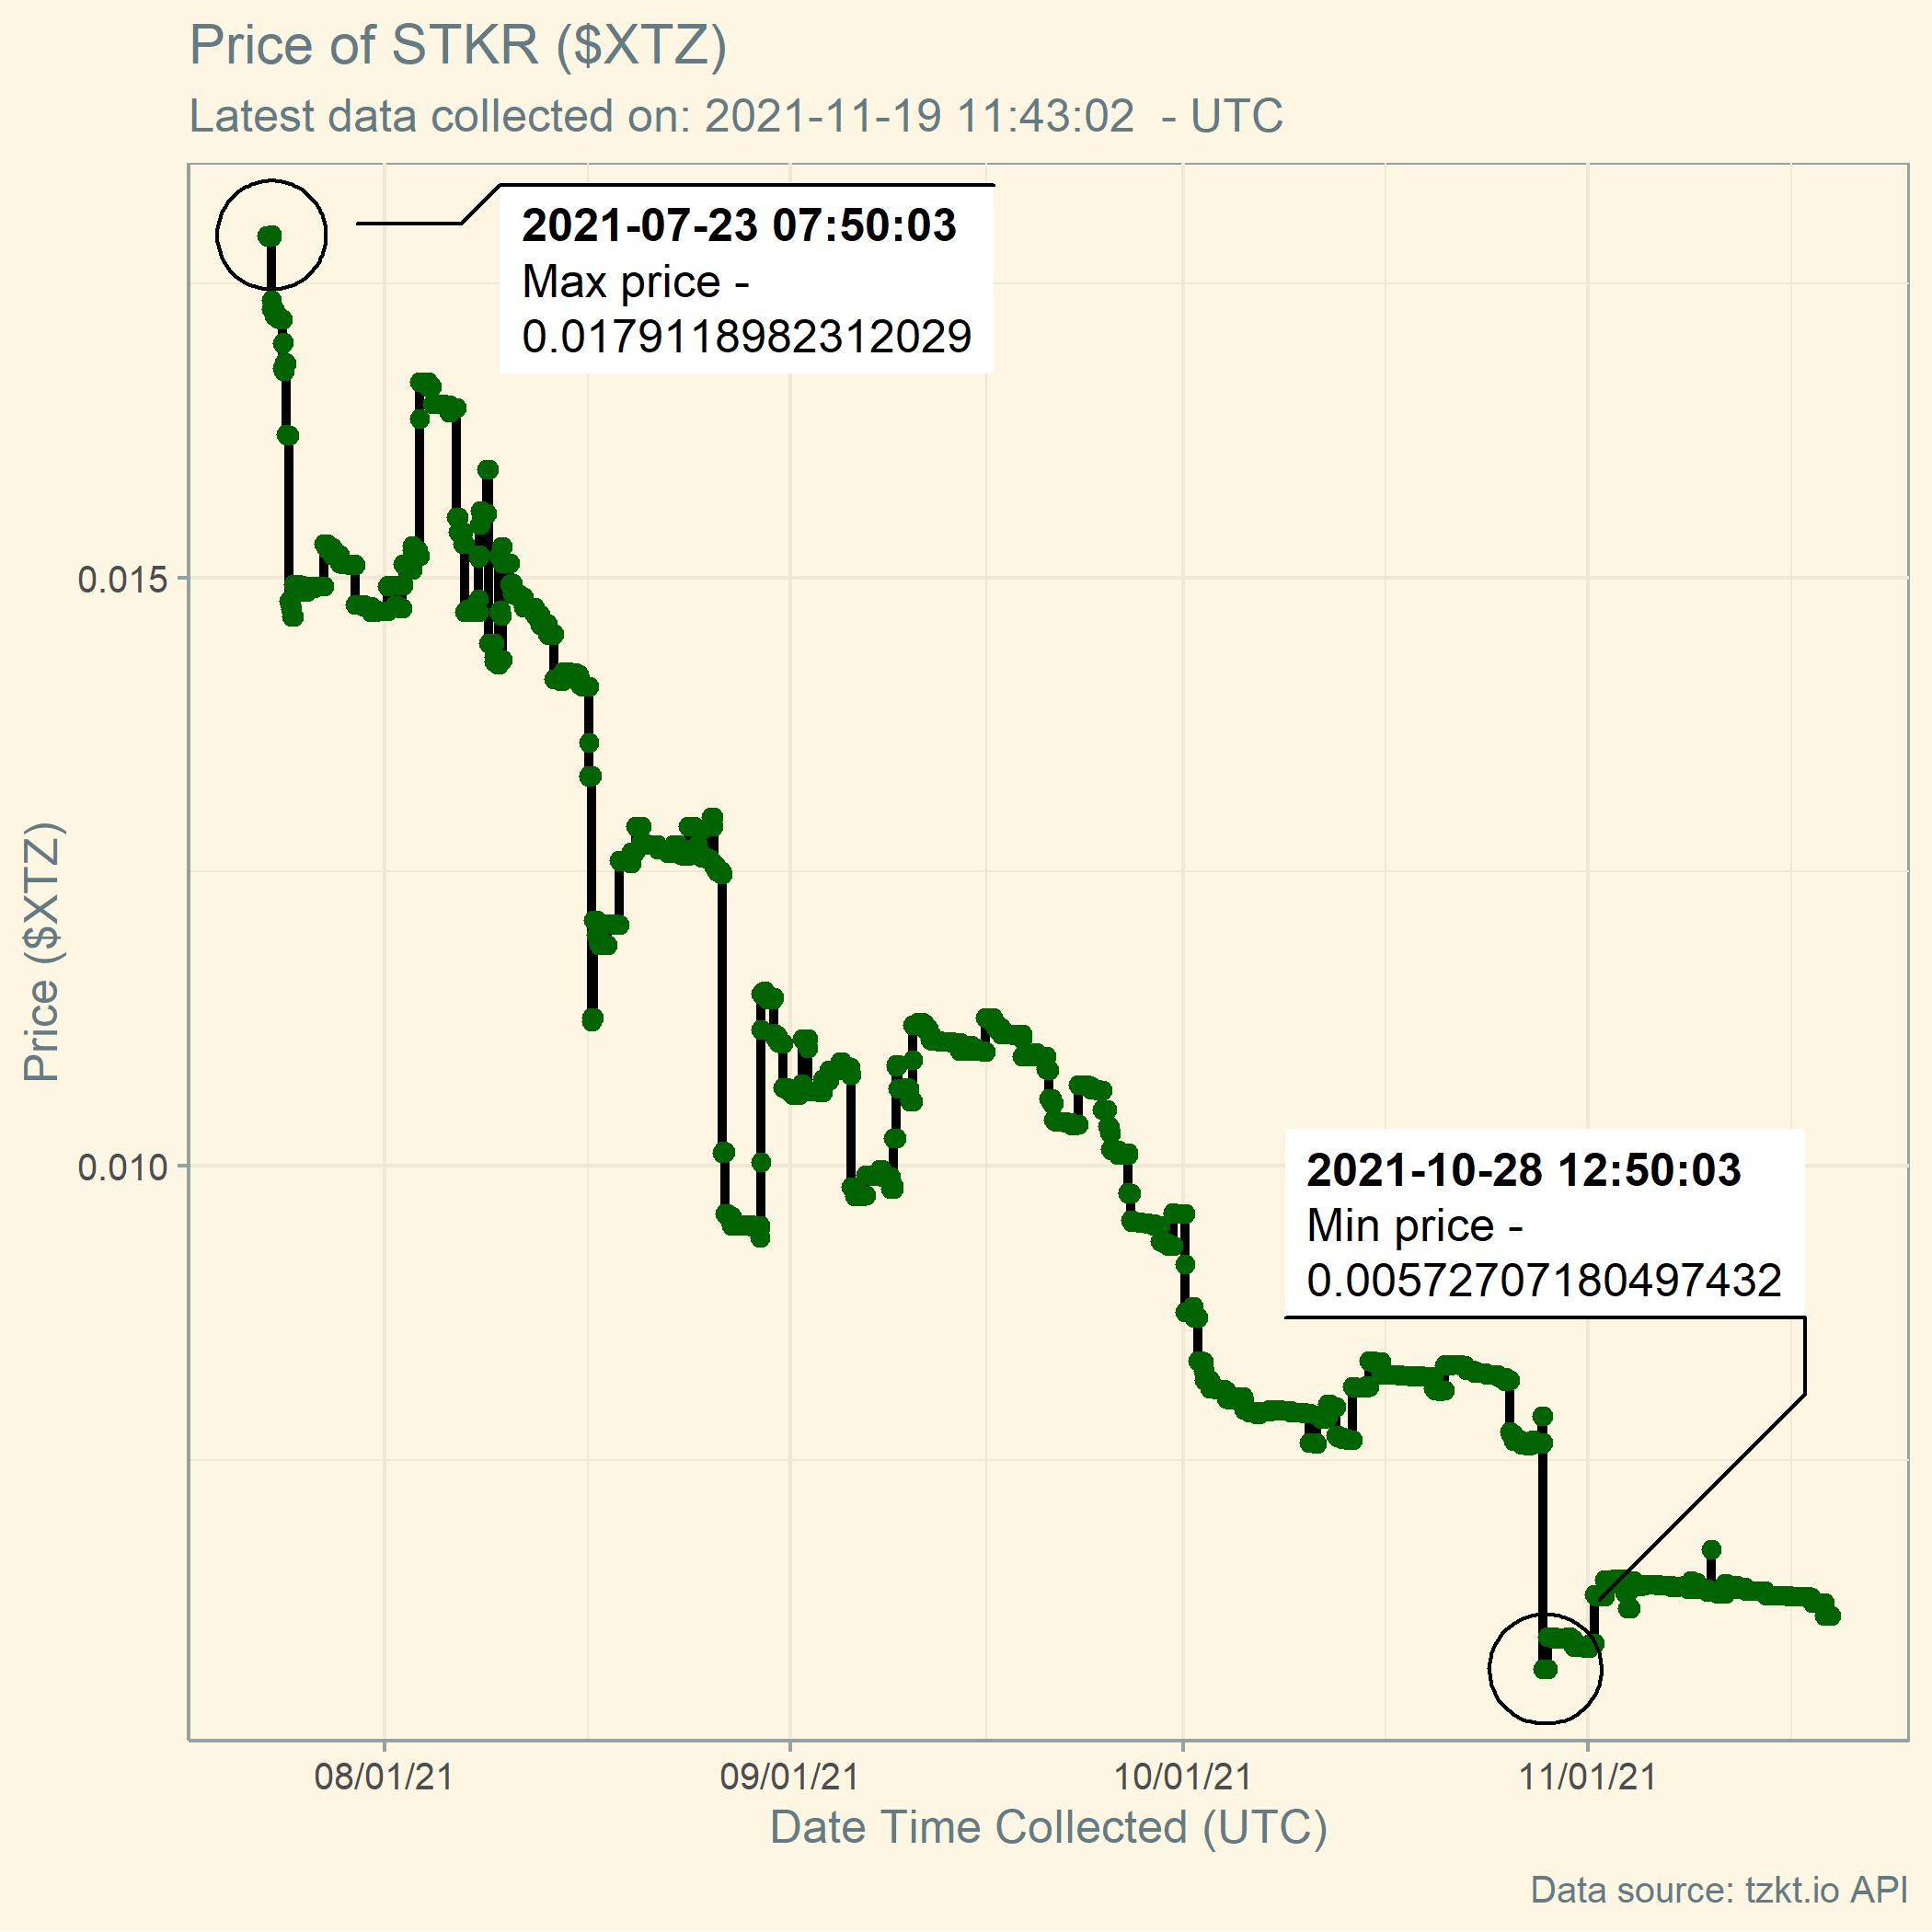 Price of STKR ($XTZ)
Latest data collected on: 2021-11-19 11:43:02  - UTC
2021-07-23 07:50:03
Max price -
0.0179118982312029
0.015
Price ($XTZ)
0.010
2021-10-28 12:50:03
Min price -
0.00572707180497432
08/01/21
09/01/21
10/01/21
11/01/21
Date Time Collected (UTC)
Data source: tzkt.io API